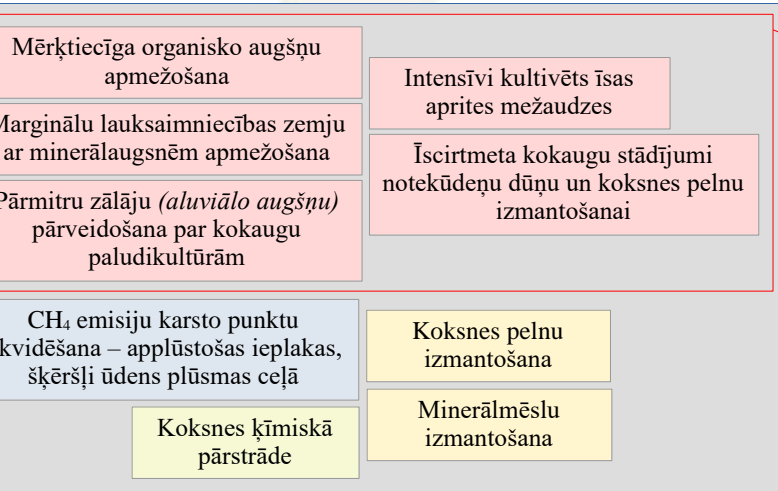 Mērķtiecīga organisko augšņu
apmežošana
Marginālu lauksaimniecības zemju
ar minerālaugsnēm apmežošana
Pārmitru zālāju (aluviālo augšņu)
pārveidošana par kokaugu
paludikultūrām
Intensīvi kultivēts īsas
aprites mežaudzes
Īscirtmeta kokaugu stādījumi
notekūdeņu dūņu un koksnes pelnu
izmantošanai
CH₄ emisiju karsto punktu
kvidēšana – applūstošas ieplakas,
šķēršļi ūdens plūsmas ceļā
Koksnes ķīmiskā
pārstrāde
Koksnes pelnu
izmantošana
Minerālmēslu
izmantošana